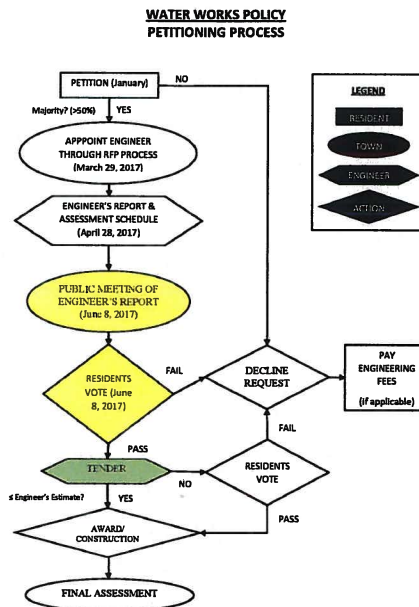 WATER WORKS POLICY
PETITIONING PROCESS
PETITION (January)
NO
Majority? (>50%)
YES
APPPOINT ENGINEER
THROUGH RFP PROCESS
(March 29, 2017)
ENGINEER'S REPORT &
ASSESSMENT SCHEDULE
(April 28, 2017)
PUBLIC MEETING OF
ENGINEER'S REPORT
(June 8, 2017)
RESIDENTS
VOTE (June
8, 2017)
FAIL
DECLINE
REQUEST
PAY
ENGINEERING
FEES
(if applicable)
PASS
FAIL
TENDER
NO
RESIDENTS
VOTE
≤ Engineer's Estimate?
YES
PASS
AWARD/
CONSTRUCTION
FINAL ASSESSMENT
LEGEND
RESIDENT
TOWN
ENGINEER
ACTION